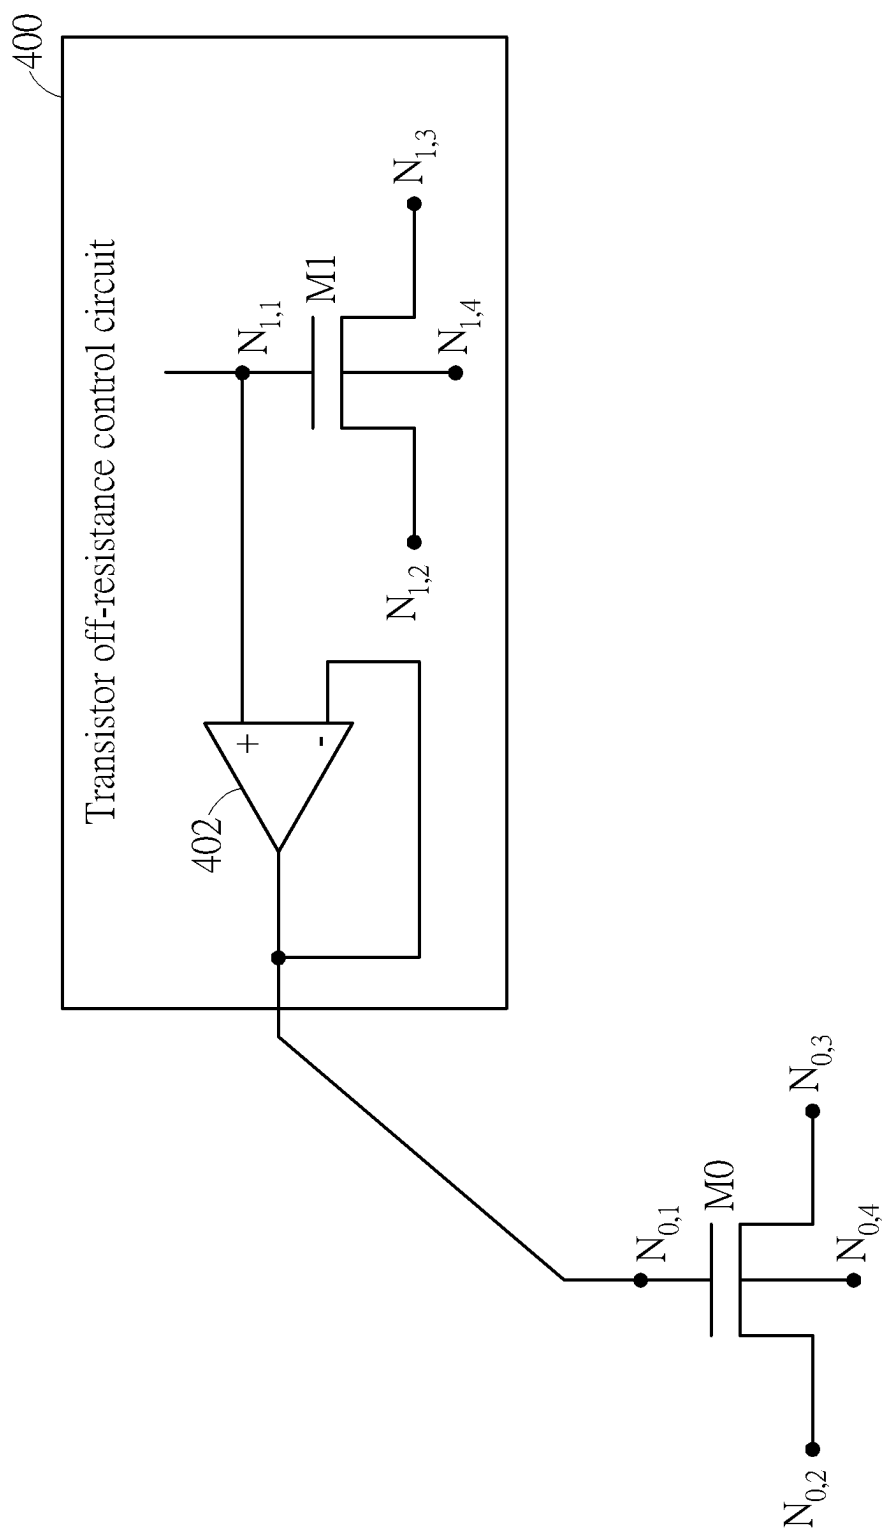 400
Transistor off-resistance control circuit
402
+
-
N1,1
M1
N1,2
N1,3
N1,4
N0,1
M0
N0,2
N0,3
N0,4